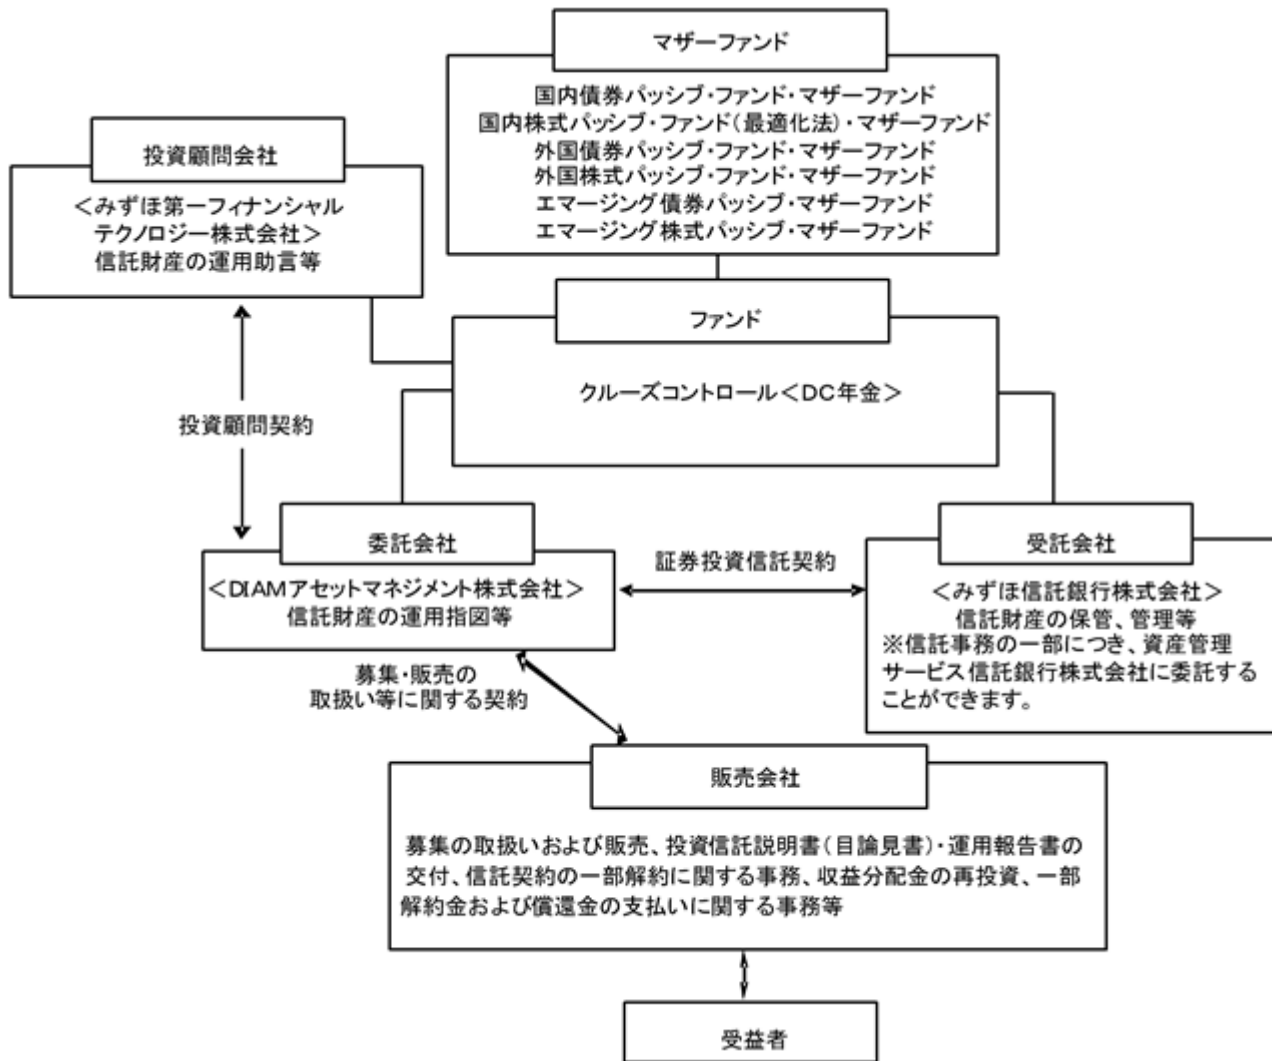 マザーファンド
国内債券パッシブ・ファンド・マザーファンド
国内株式パッシブ・ファンド（最適化法）・マザーファンド
外国債券パッシブ・ファンド・マザーファンド
外国株式パッシブ・ファンド・マザーファンド
エマージング債券パッシブ・マザーファンド
エマージング株式パッシブ・マザーファンド
投資顧問会社
＜みずほ第一フィナンシャル
テクノロジー株式会社＞
信託財産の運用助言等
ファンド
クルーズコントロール＜DC年金＞
投資顧問契約
委託会社
＜DIAMアセットマネジメント株式会社＞
信託財産の運用指図等
証券投資信託契約
受託会社
＜みずほ信託銀行株式会社＞
信託財産の保管、管理等
※信託事務の一部につき、資産管理
サービス信託銀行株式会社に委託する
ことができます。
募集・販売の
取扱い等に関する契約
販売会社
募集の取扱いおよび販売、投資信託説明書（目論見書）・運用報告書の
交付、信託契約の一部解約に関する事務、収益分配金の再投資、一部
解約金および償還金の支払いに関する事務等
受益者